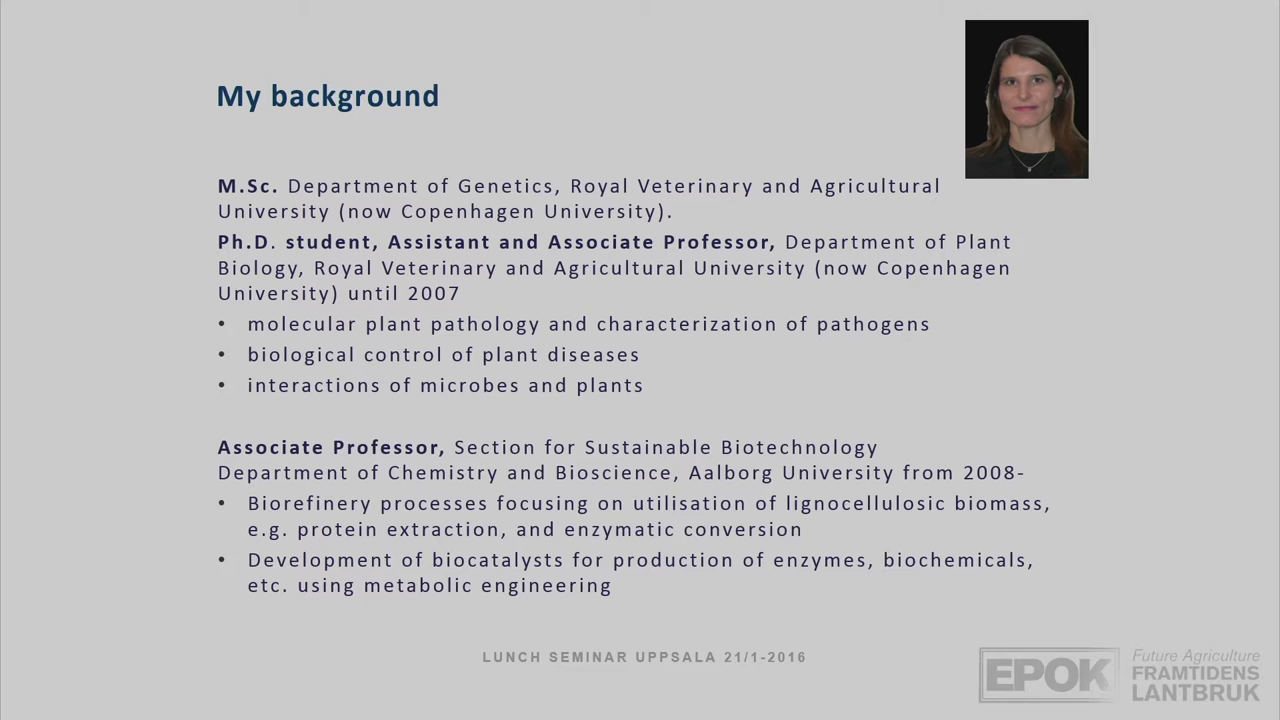 My background
M.Sc. Department of Genetics, Royal Veterinary and Agricultural
University (now Copenhagen University).
Ph.D. student, Assistant and Associate Professor, Department of Plant
Biology, Royal Veterinary and Agricultural University (now Copenhagen
University) until 2007
• molecular plant pathology and characterization of pathogens
• biological control of plant diseases
• interactions of microbes and plants
Associate Professor, Section for Sustainable Biotechnology
Department of Chemistry and Bioscience, Aalborg University from 2008-
• Biorefinery processes focusing on utilisation of lignocellulosic biomass,
e.g. protein extraction, and enzymatic conversion
• Development of biocatalysts for production of enzymes, biochemicals,
etc. using metabolic engineering
LUNCH SEMINAR UPPSALA 21/1-2016
EPOK
Future Agriculture
FRAMTIDENS
LANTBRUK